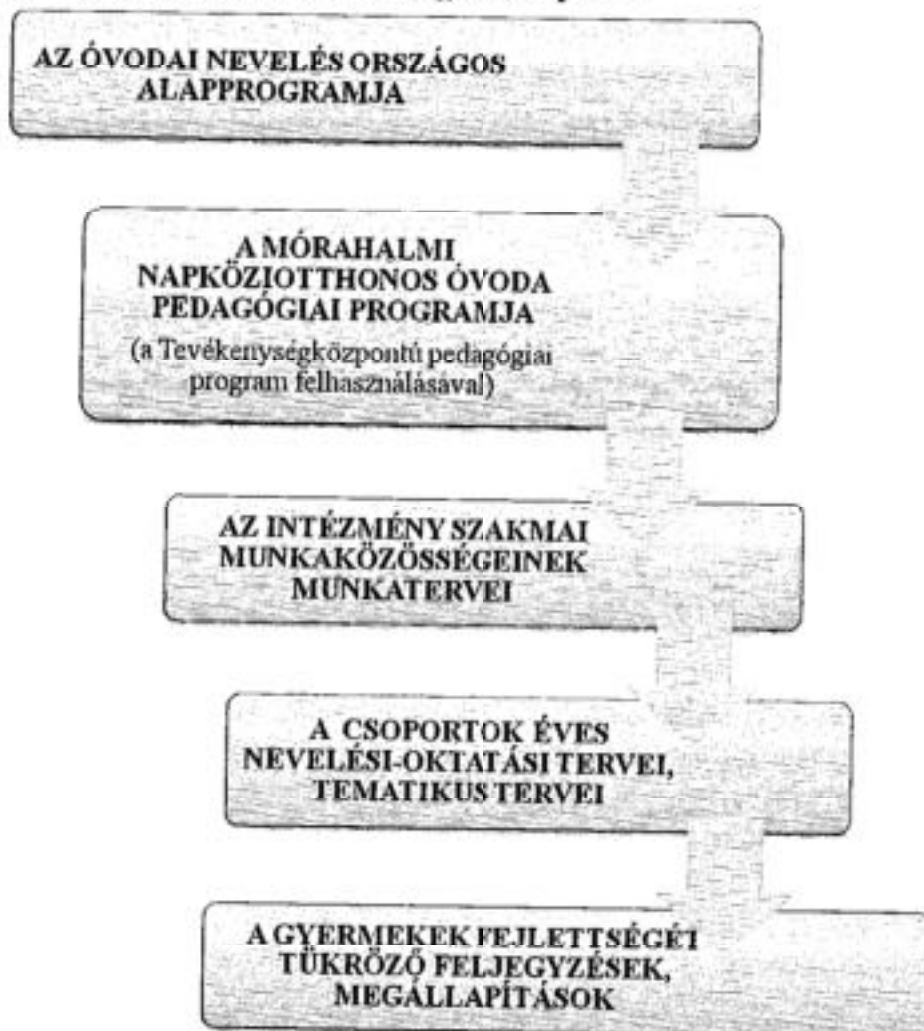 AZ ÓVODAI NEVELÉS ORSZÁGOS
ALAPPROGRAMJA
A MÓRAHALMI
NAPKÖZIOTTHONOS ÓVODA
PEDAGÓGIAI PROGRAMJA
(a Tevékenységközpontú pedagógiai
program felhasználásával)
AZ INTÉZMÉNY SZAKMAI
MUNKAKÖZÖSSÉGEINEK
MUNKATERVEI
A CSOPORTOK ÉVES
NEVELÉSI-OKTATÁSI TERVEI,
TEMATIKUS TERVEI
A GYERMEKEK FEJLETTSÉGÉT
TÜKRÖZŐ FELJEGYZÉSEK,
MEGÁLLAPÍTÁSOK